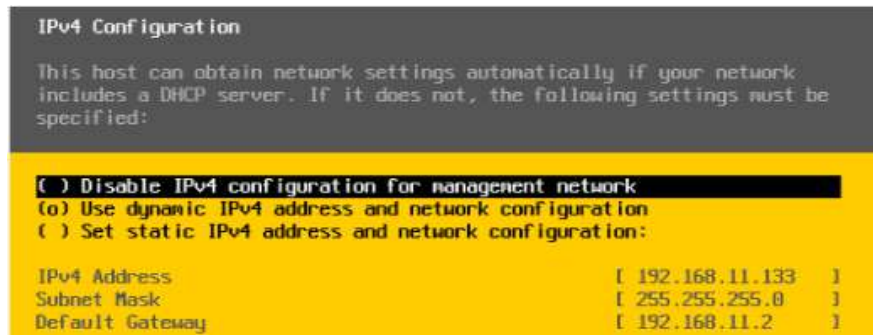 IPv4 Configuration
This host can obtain network settings automatically if your network
includes a DHCP server. If it does not, the following settings must be
specified:
( ) Disable IPv4 configuration for management network
(o) Use dynamic IPv4 address and network configuration
( ) Set static IPv4 address and network configuration:
IPv4 Address [ 192.168.11.133 ]
Subnet Mask [ 255.255.255.0 ]
Default Gateway [ 192.168.11.2 ]